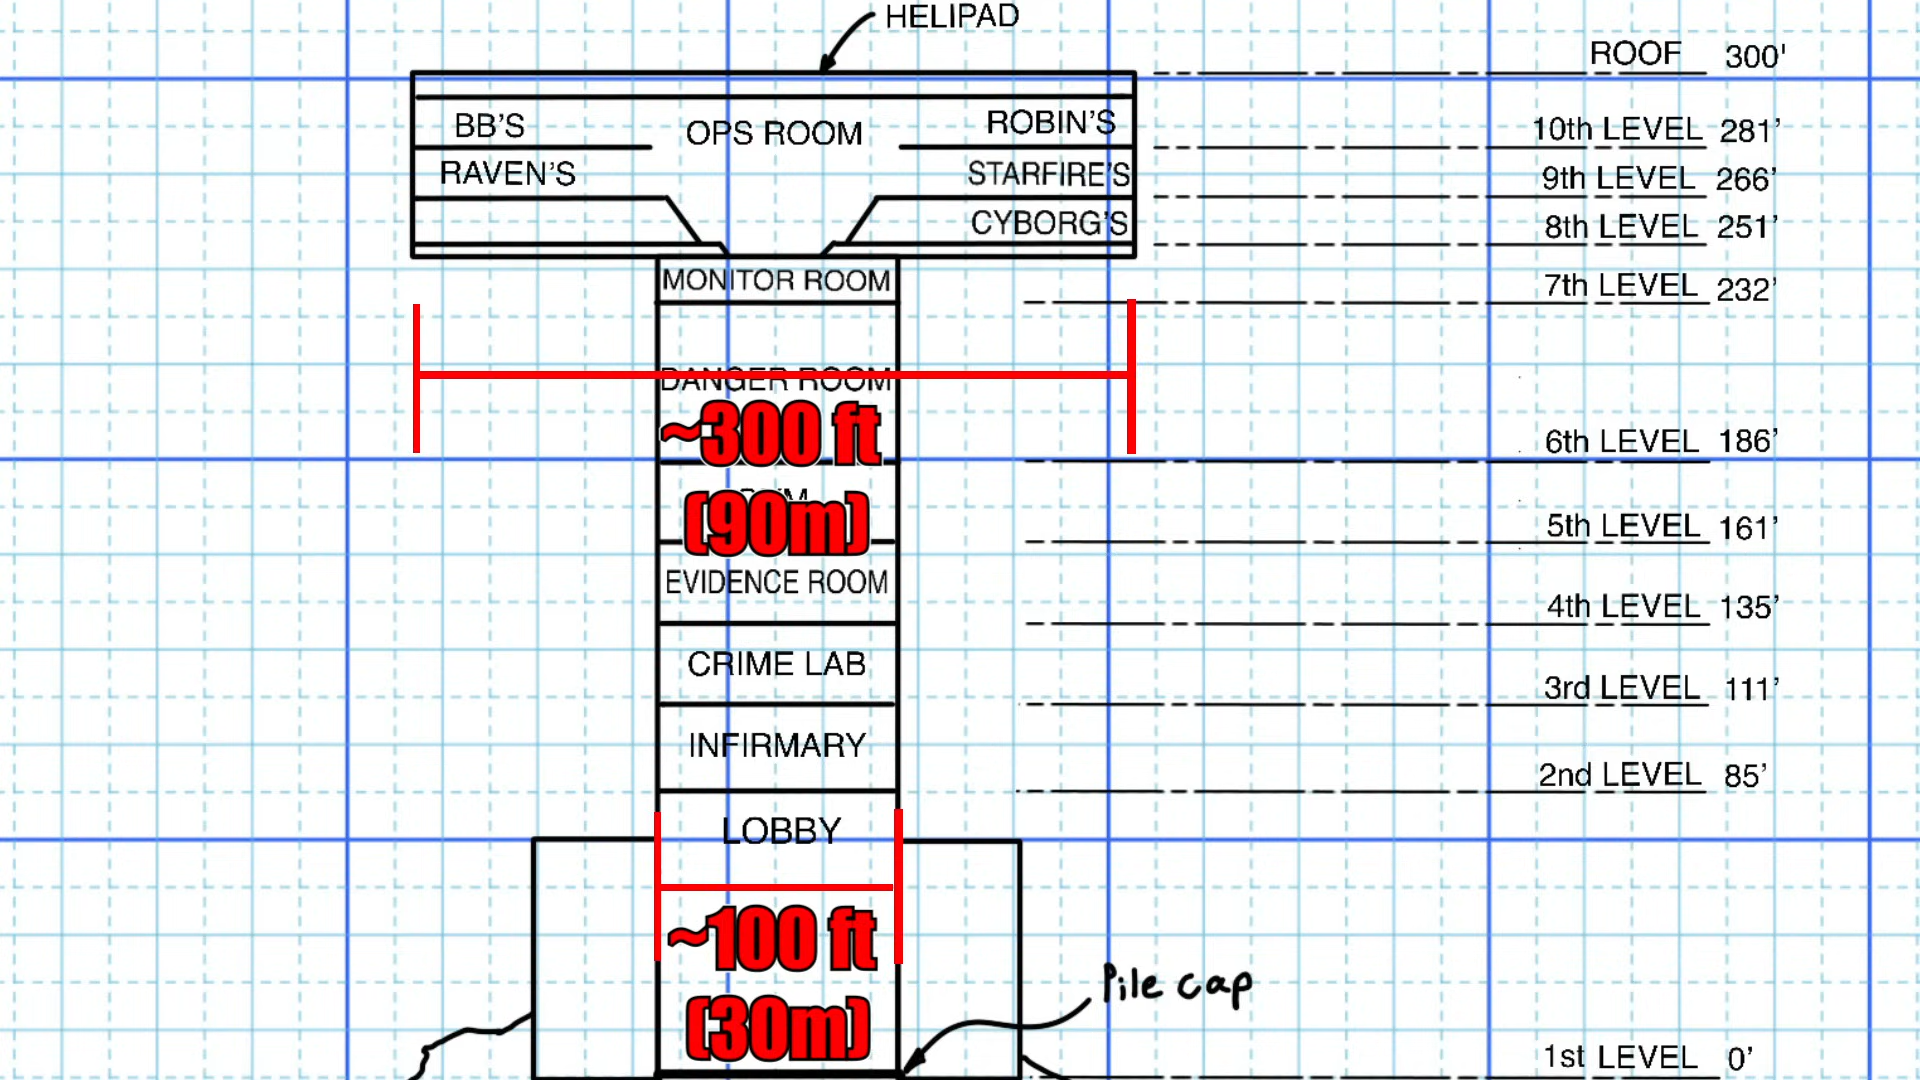 HELIPAD
ROOF 300'
BB'S
OPS ROOM
ROBIN'S
10th LEVEL 281'
RAVEN'S
STARFIRE'S
9th LEVEL 266'
CYBORG'S
8th LEVEL 251'
MONITOR ROOM
7th LEVEL 232'
DANGER ROOM
~300 ft
6th LEVEL 186'
(90m)
5th LEVEL 161'
EVIDENCE ROOM
4th LEVEL 135'
CRIME LAB
3rd LEVEL 111'
INFIRMARY
2nd LEVEL 85'
LOBBY
~100 ft
Pile cap
(30m)
1st LEVEL 0'